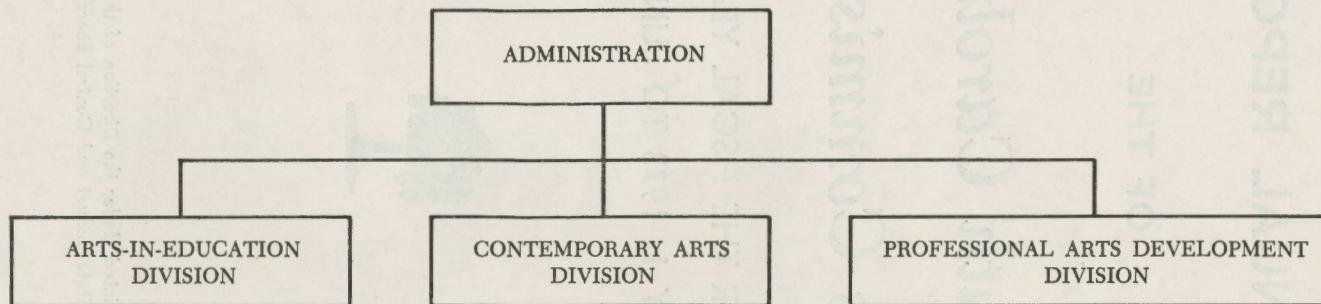 ADMINISTRATION
ARTS-IN-EDUCATION
DIVISION
CONTEMPORARY ARTS
DIVISION
PROFESSIONAL ARTS DEVELOPMENT
DIVISION